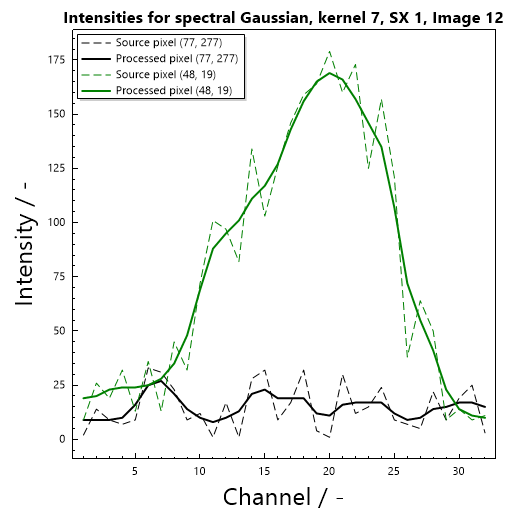 Intensities for spectral Gaussian, kernel 7, SX 1, Image 12
Source pixel (77, 277)
Processed pixel (77, 277)
Source pixel (48, 19)
Processed pixel (48, 19)
175
150
125
100
75
50
25
0
Intensity / -
5 10 15 20 25 30
Channel / -